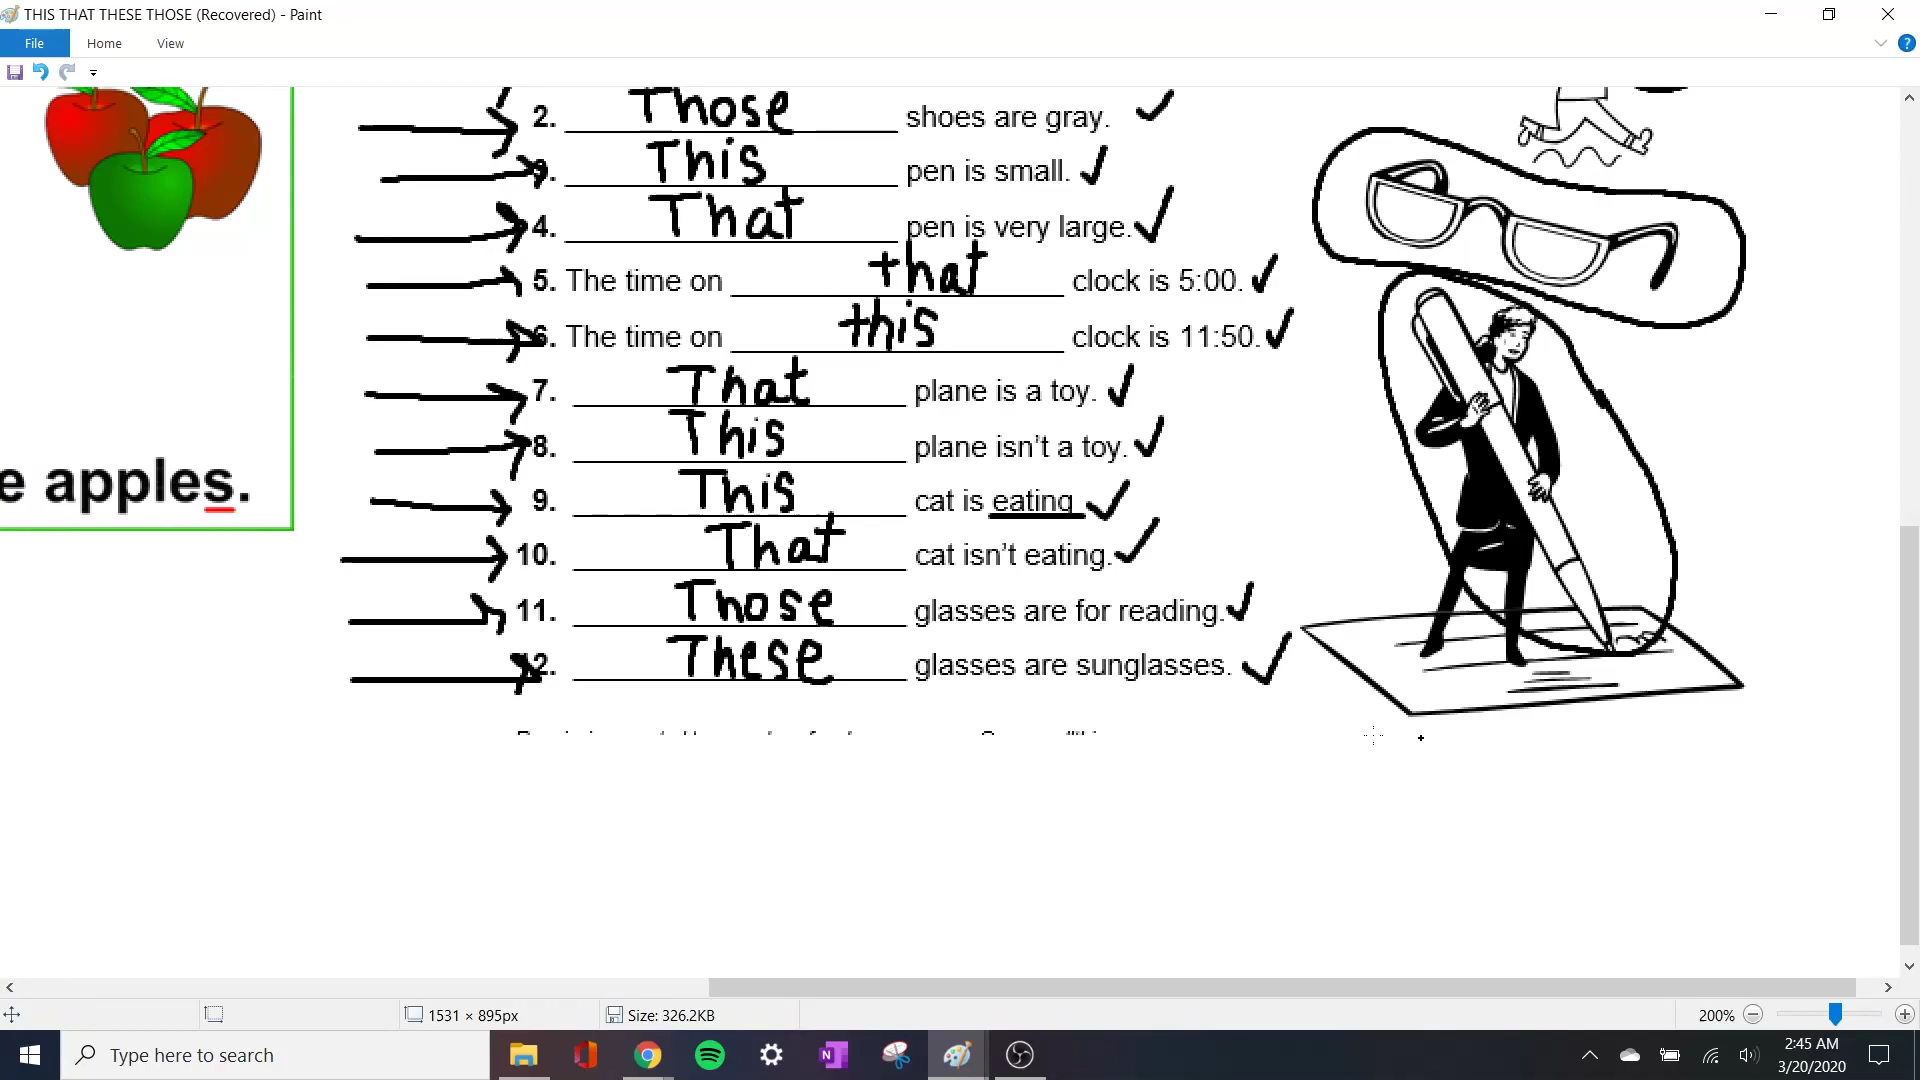 THIS THAT THESE THOSE (Recovered) - Paint
File Home View
2. Those shoes are gray.
This pen is small.
4. That pen is very large.
5. The time on that clock is 5:00.
6. The time on this clock is 11:50.
7. That plane is a toy.
8. This plane isn't a toy.
9. This cat is eating
e apples.
10. That cat isn't eating.
11. Those glasses are for reading.
12. These glasses are sunglasses.
1531 × 895px Size: 326.2KB 200%
Type here to search
2:45 AM
3/20/2020